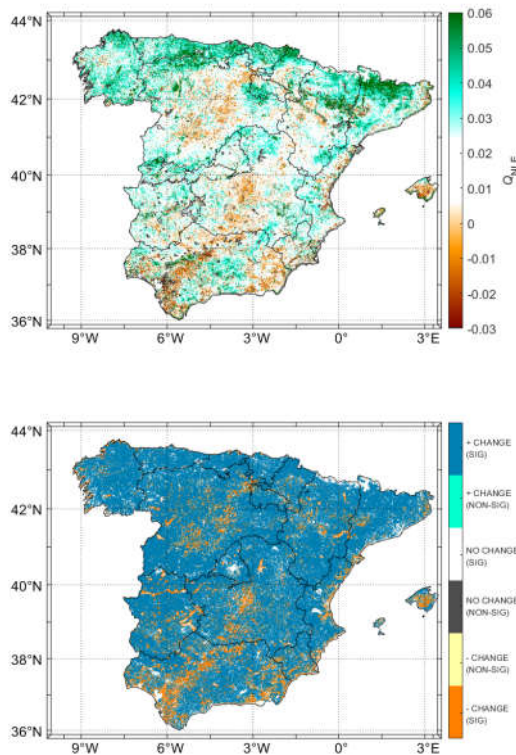 44°N
42°N
40°N
38°N
36°N
9°W 6°W 3°W 0° 3°E
0.06
0.05
0.04
0.03
0.02
0.01
0
-0.01
-0.02
-0.03
Q_NLE
44°N
42°N
40°N
38°N
36°N
9°W 6°W 3°W 0° 3°E
+ CHANGE
(SIG)
+ CHANGE
(NON-SIG)
NO CHANGE
(SIG)
NO CHANGE
(NON-SIG)
- CHANGE
(NON-SIG)
- CHANGE
(SIG)